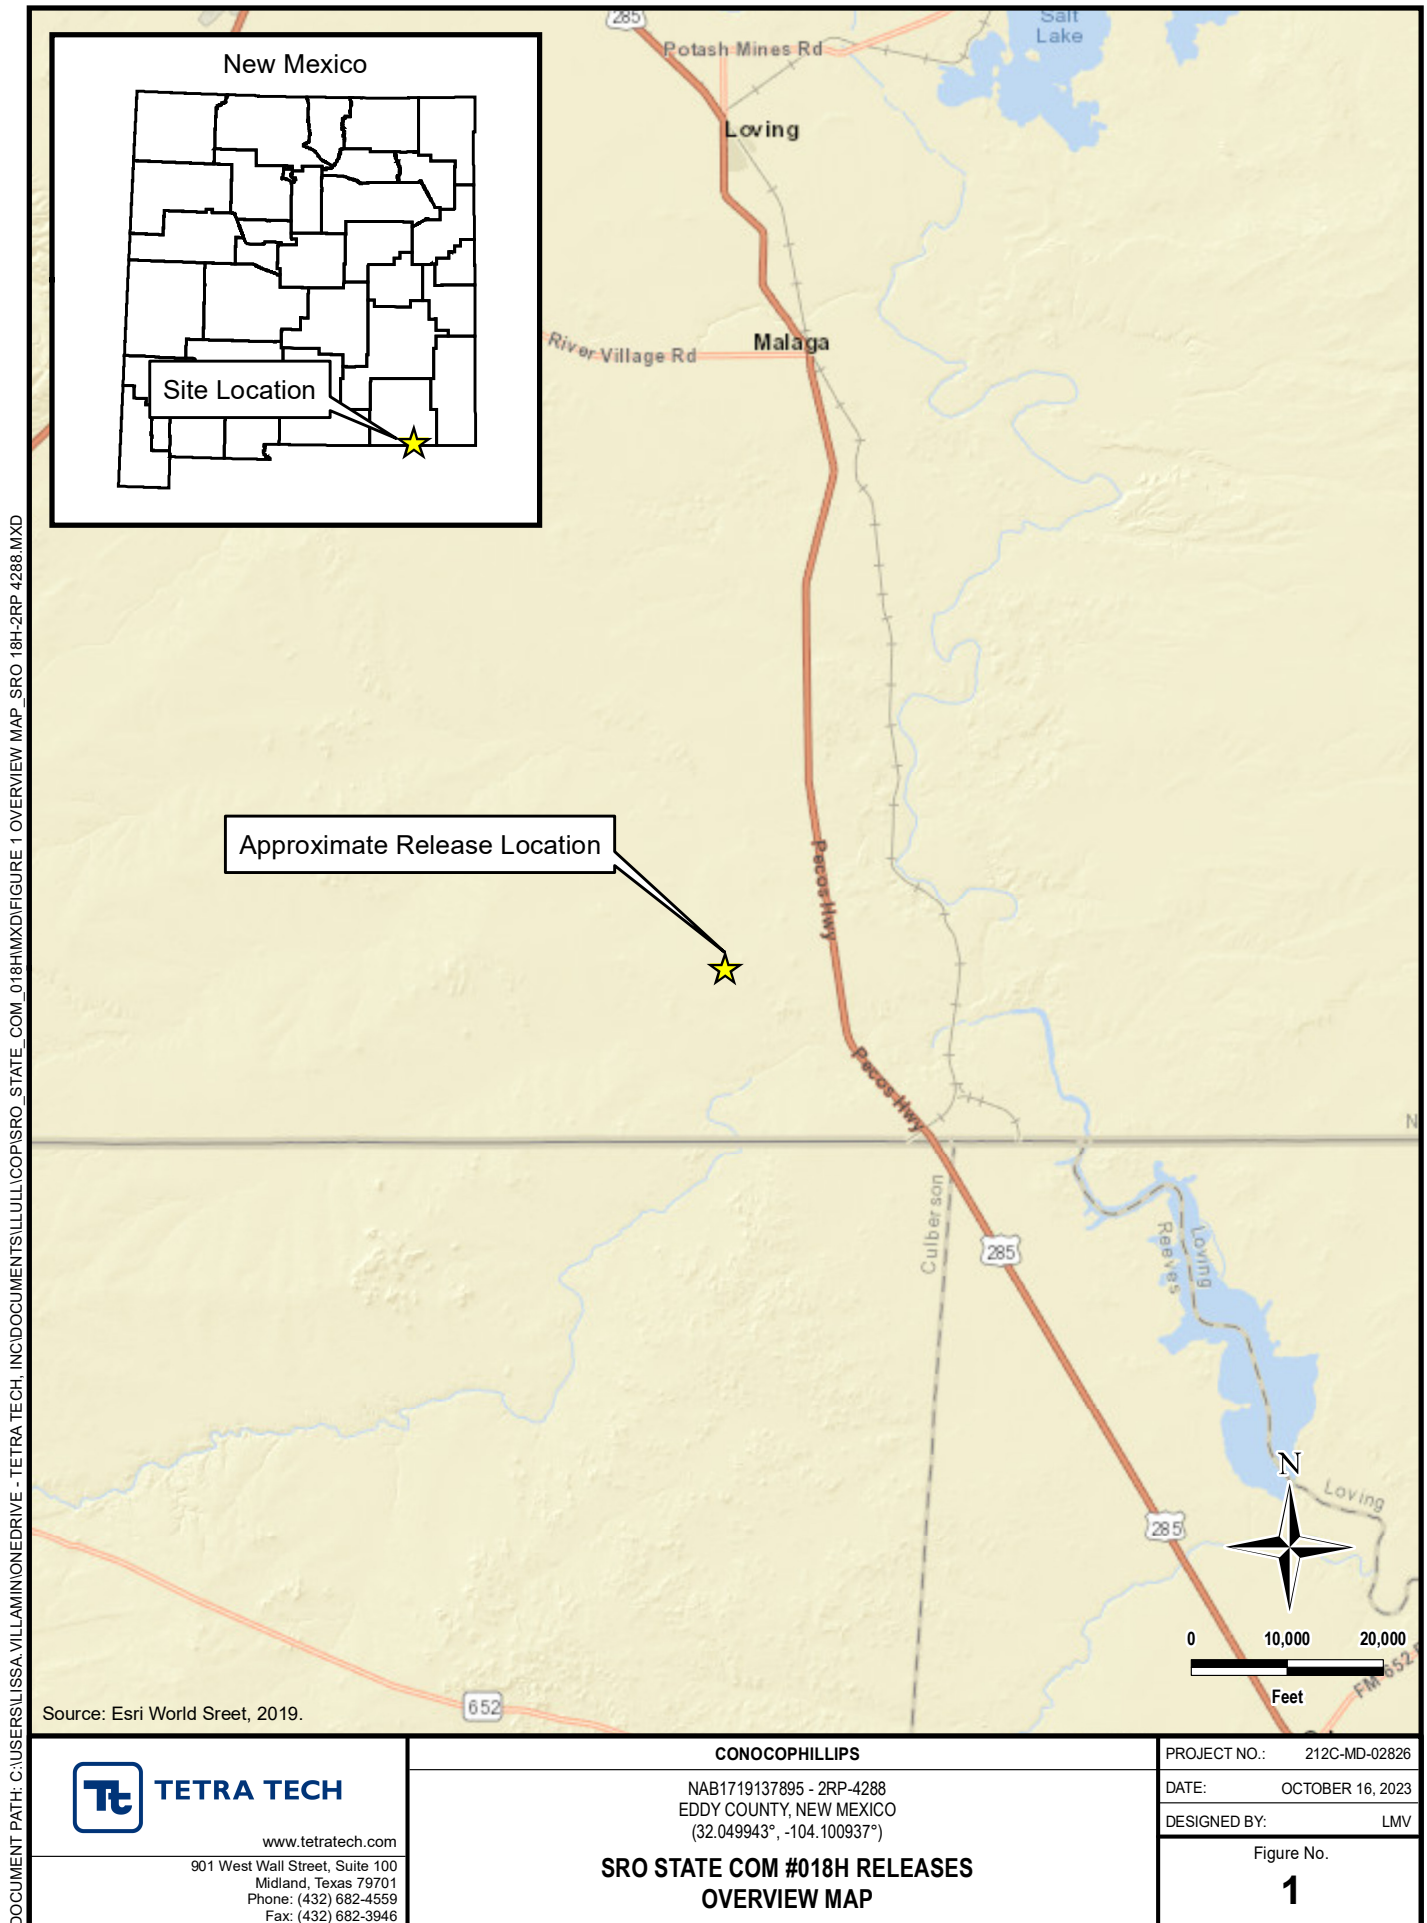 285
Potash Mines Rd
Salt
Lake
New Mexico
Loving
River Village Rd
Malaga
Site Location
Approximate Release Location
Pecos Hwy
Pecos Hwy
N
Culberson
285
Reeves
Loving
N
Loving
285
0 10,000 20,000
Feet
FM 652
652
Source: Esri World Sreet, 2019.
DOCUMENT PATH: C:\USERS\LISSA.VILLAMIN\ONEDRIVE - TETRA TECH, INC\DOCUMENTS\LLULL\COP\SRO_STATE_COM_018H\MXD\FIGURE 1 OVERVIEW MAP_SRO 18H-2RP 4288.MXD
Tt TETRA TECH
www.tetratech.com
901 West Wall Street, Suite 100
Midland, Texas 79701
Phone: (432) 682-4559
Fax: (432) 682-3946
CONOCOPHILLIPS
NAB1719137895 - 2RP-4288
EDDY COUNTY, NEW MEXICO
(32.049943°, -104.100937°)
SRO STATE COM #018H RELEASES
OVERVIEW MAP
PROJECT NO.: 212C-MD-02826
DATE: OCTOBER 16, 2023
DESIGNED BY: LMV
Figure No.
1